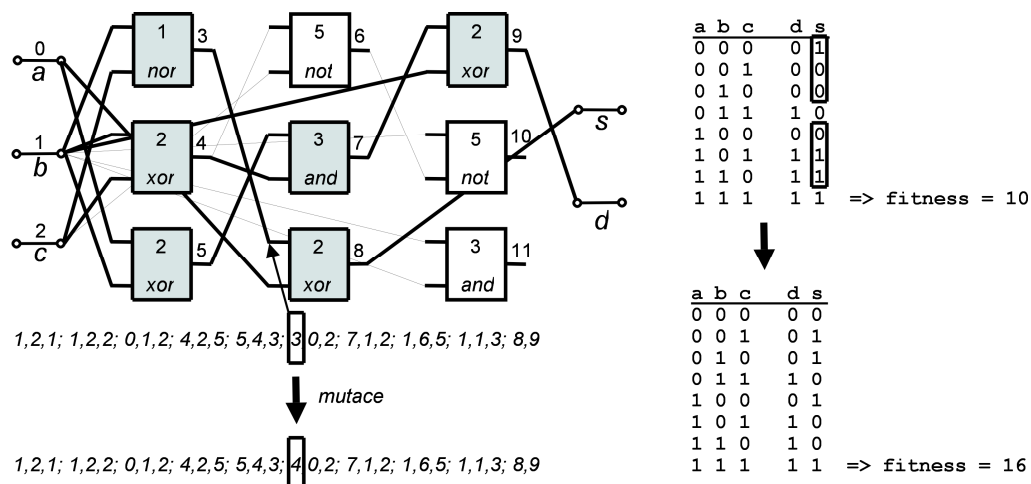 0
a
1
b
2
c
1
nor
3
5
not
6
2
xor
9
2
xor
4
3
and
7
5
not
10
2
xor
5
2
xor
8
3
and
11
s
d
1,2,1; 1,2,2; 0,1,2; 4,2,5; 5,4,3; 3 0,2; 7,1,2; 1,6,5; 1,1,3; 8,9
mutace
1,2,1; 1,2,2; 0,1,2; 4,2,5; 5,4,3; 4 0,2; 7,1,2; 1,6,5; 1,1,3; 8,9
a b c d s
0 0 0 0 1
0 0 1 0 0
0 1 0 0 0
0 1 1 1 0
1 0 0 0 0
1 0 1 1 1
1 1 0 1 1
1 1 1 1 1 => fitness = 10
a b c d s
0 0 0 0 0
0 0 1 0 1
0 1 0 0 1
0 1 1 1 0
1 0 0 0 1
1 0 1 1 0
1 1 0 1 0
1 1 1 1 1 => fitness = 16